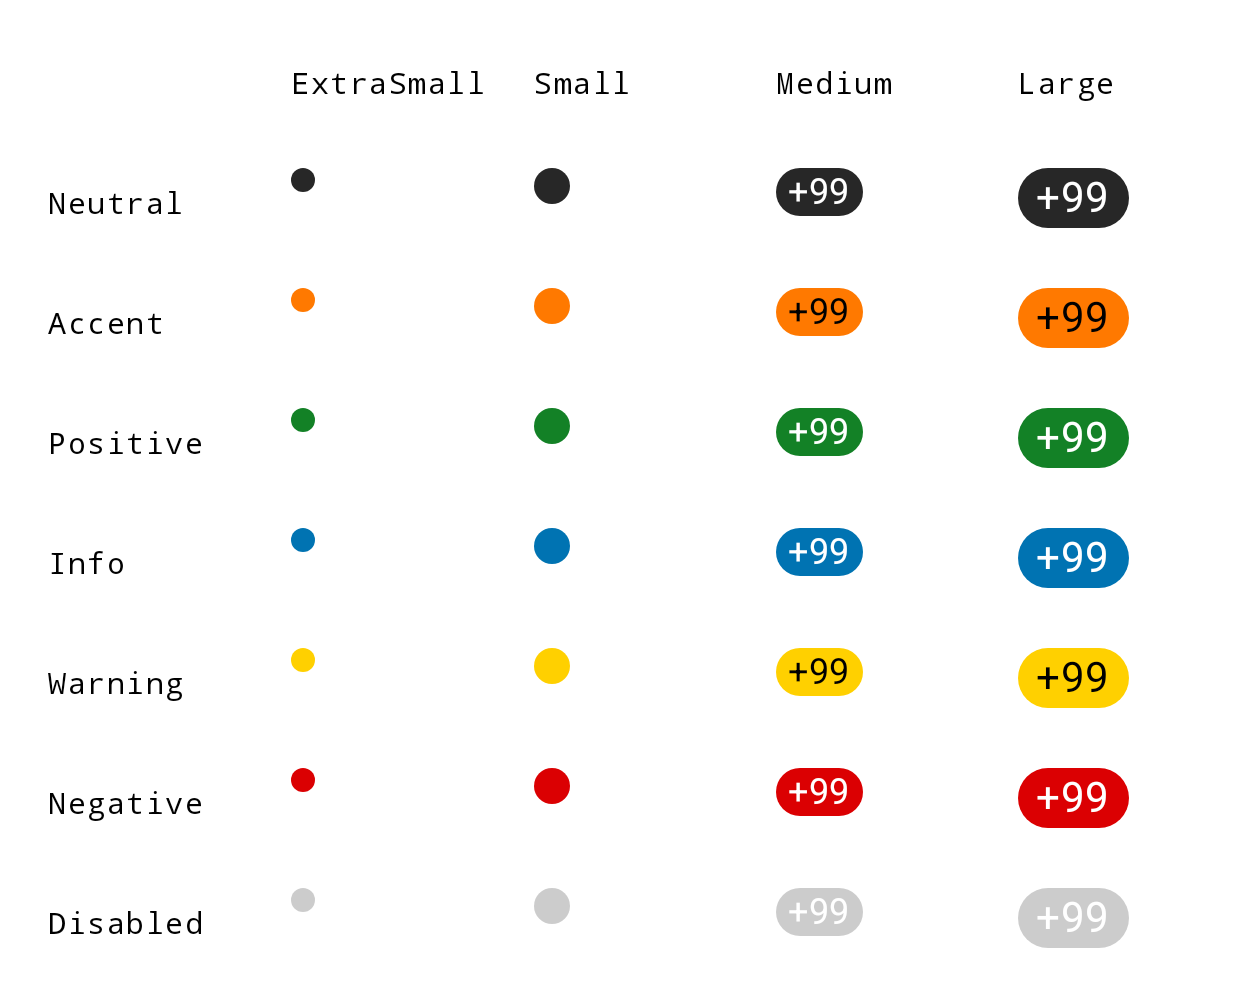 ExtraSmall Small Medium Large
Neutral +99 +99
Accent +99 +99
Positive +99 +99
Info +99 +99
Warning +99 +99
Negative +99 +99
Disabled +99 +99